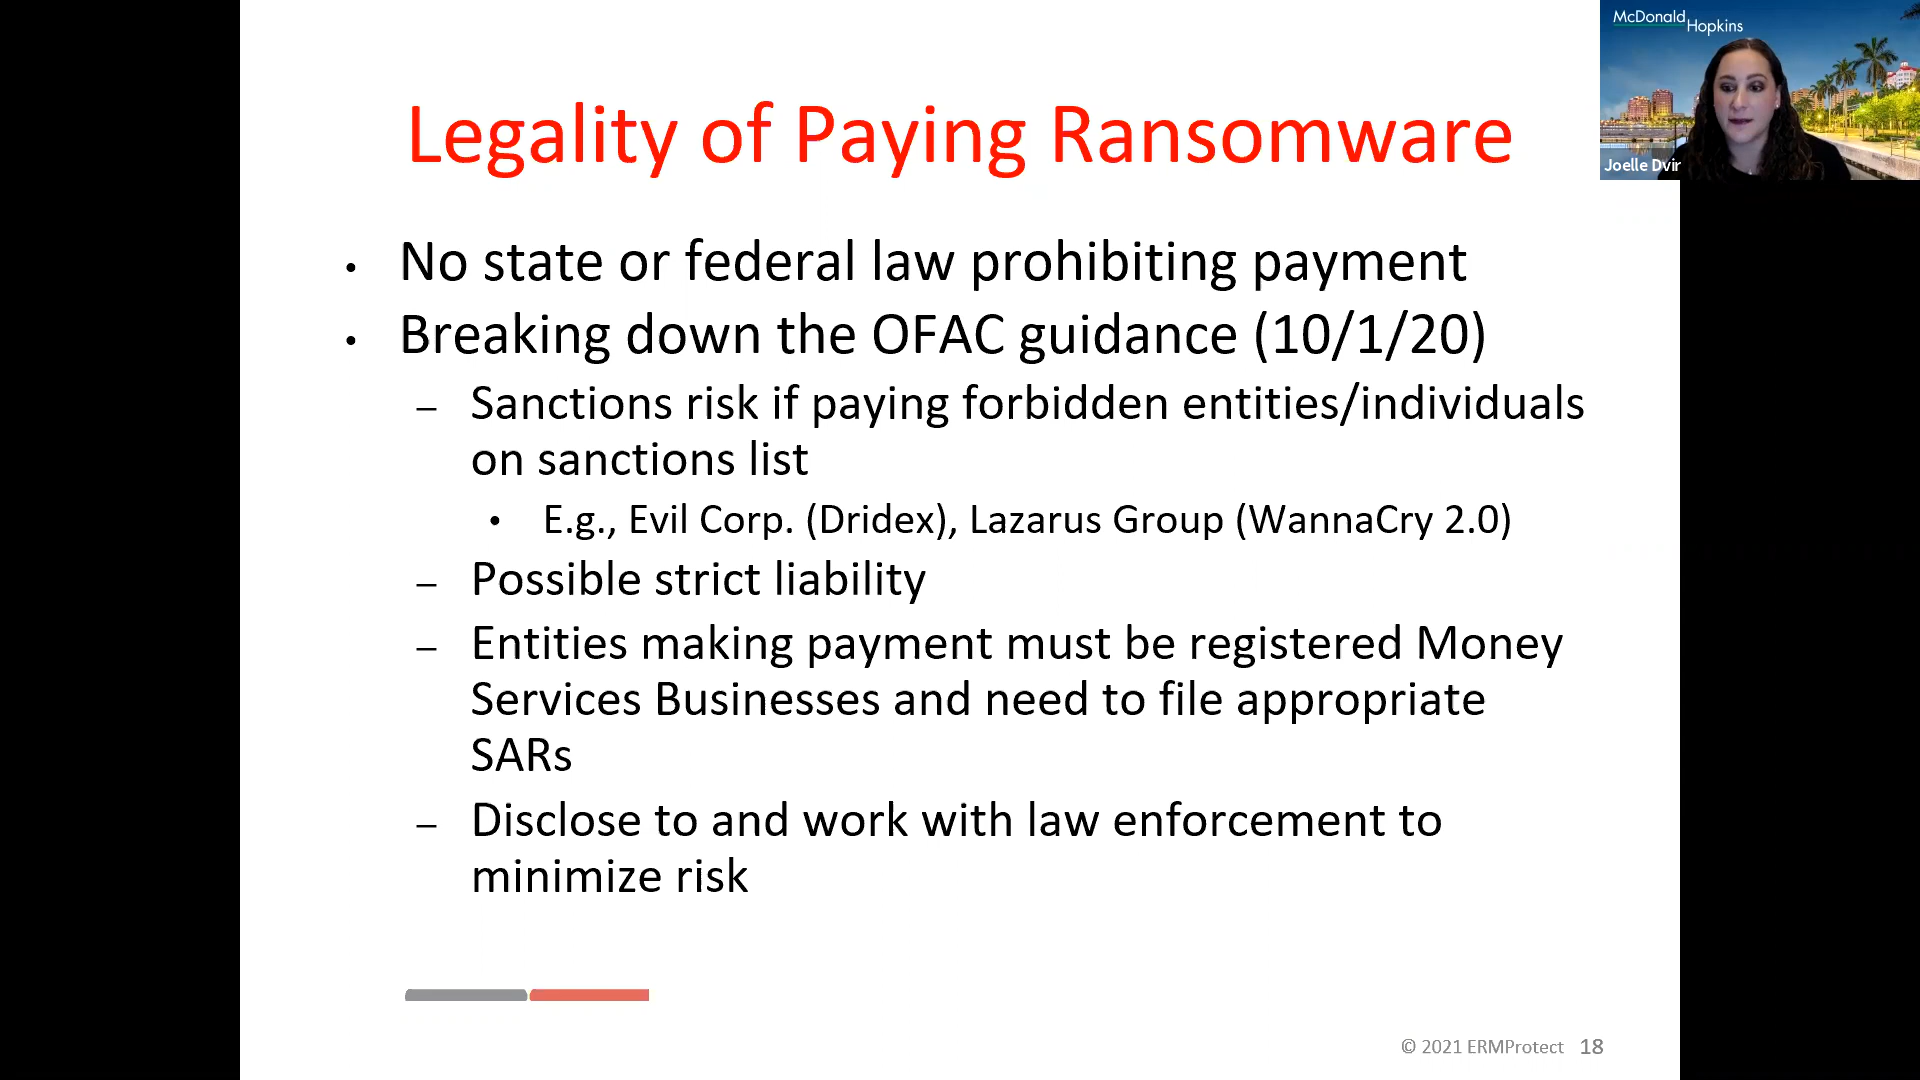 McDonald
Hopkins
Joelle Dvir
Legality of Paying Ransomware
• No state or federal law prohibiting payment
• Breaking down the OFAC guidance (10/1/20)
– Sanctions risk if paying forbidden entities/individuals
on sanctions list
• E.g., Evil Corp. (Dridex), Lazarus Group (WannaCry 2.0)
– Possible strict liability
– Entities making payment must be registered Money
Services Businesses and need to file appropriate
SARs
– Disclose to and work with law enforcement to
minimize risk
© 2021 ERMProtect 18